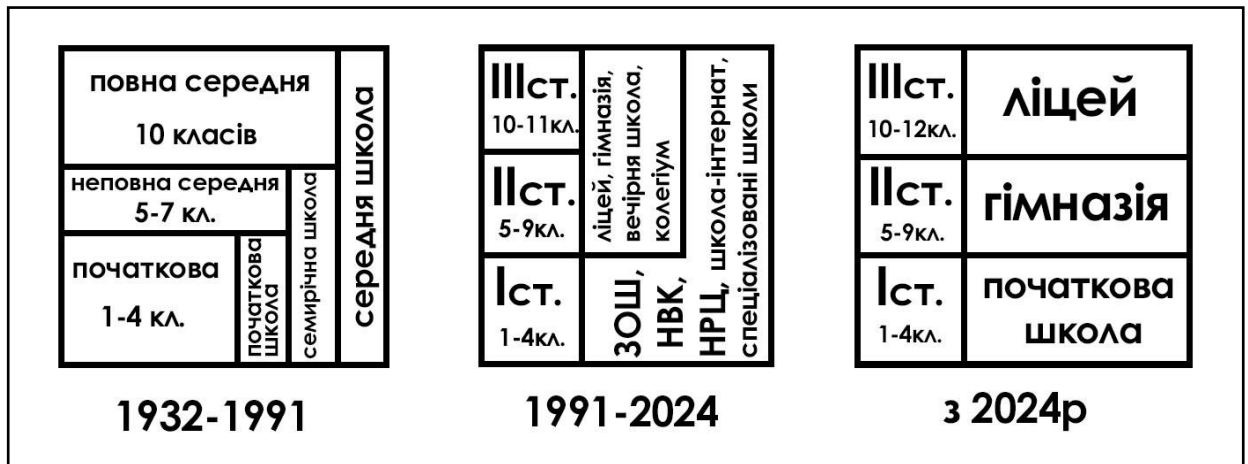 повна середня
10 класів
неповна середня
5-7 кл.
початкова
1-4 кл.
початкова
школа
семирічна школа
середня школа
1932-1991
IIIст.
10-11кл.
IIст.
5-9кл.
Iст.
1-4кл.
ліцей, гімназія,
вечірня школа,
колегіум
ЗОШ,
НВК,
НРЦ, школа-інтернат,
спеціалізовані школи
1991-2024
IIIст.
10-12кл.
ліцей
IIст.
5-9кл.
гімназія
Iст.
1-4кл.
початкова
школа
з 2024р